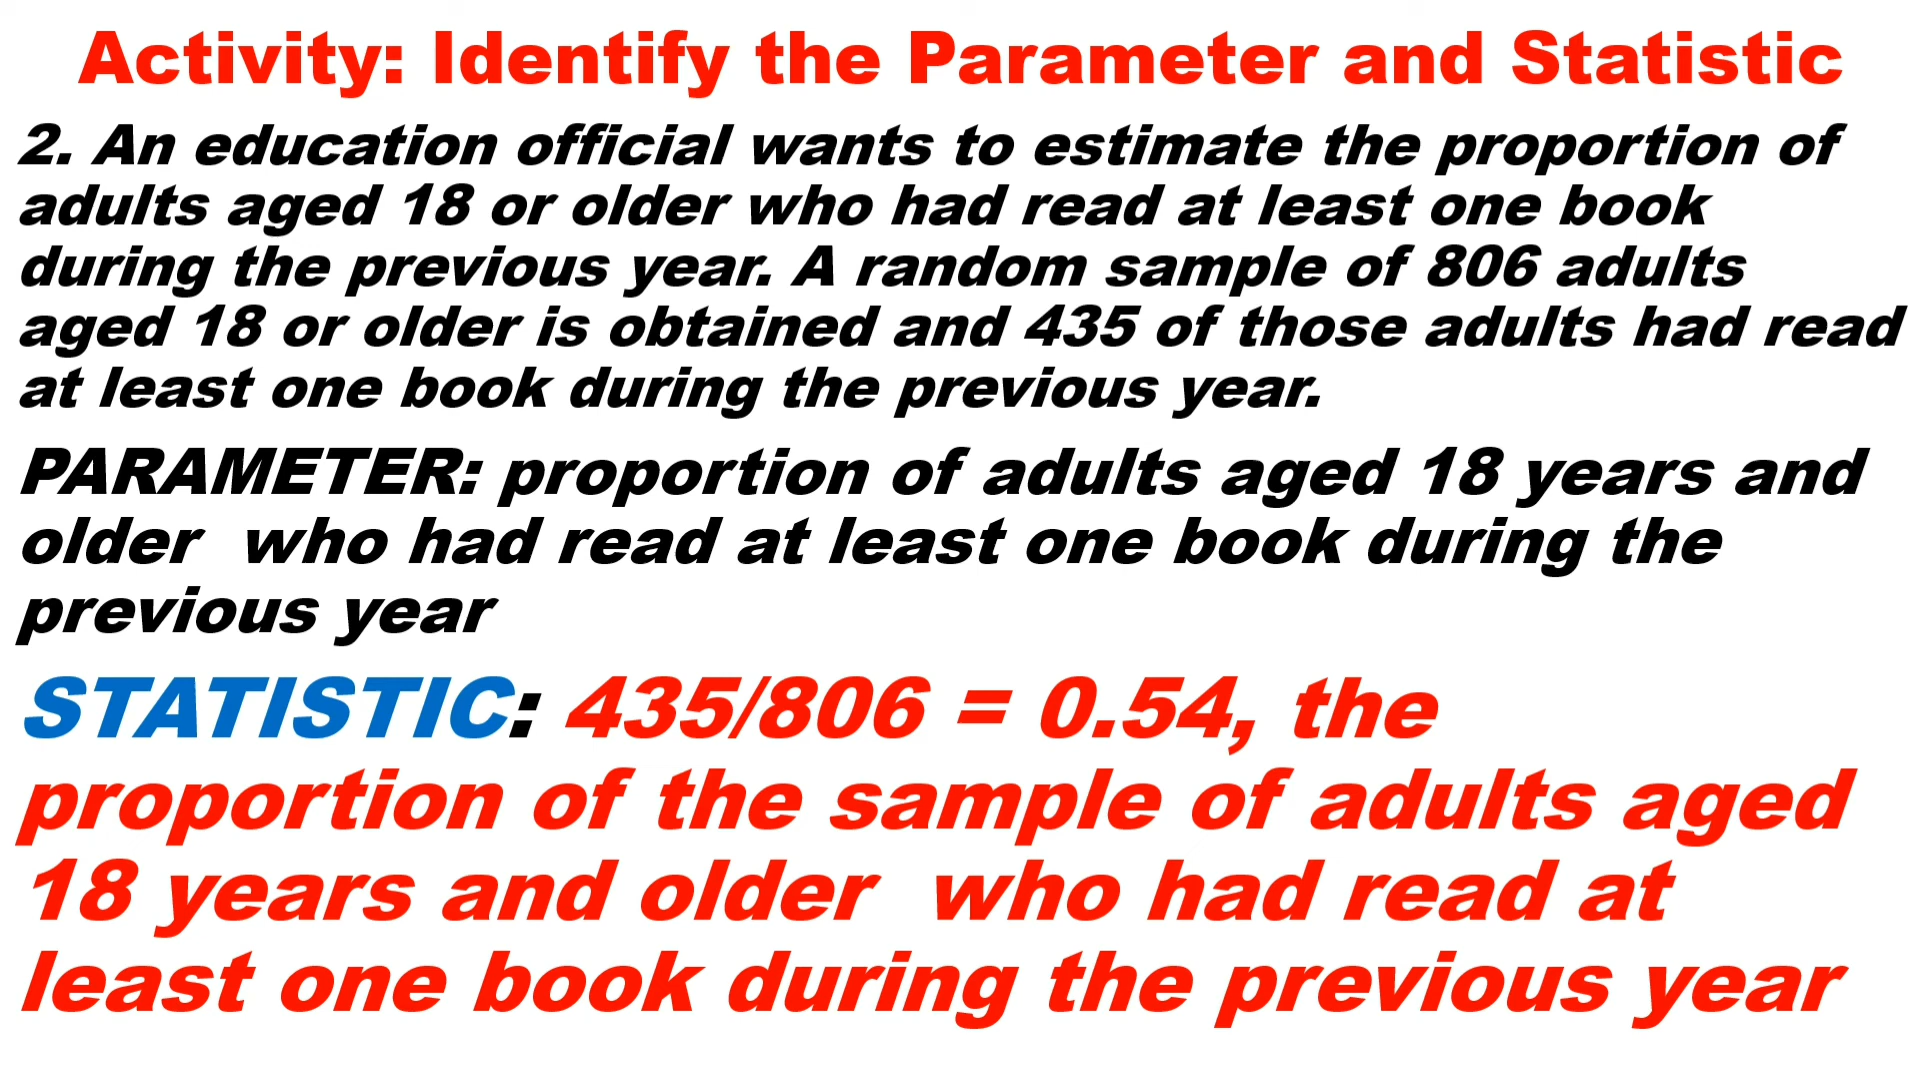 Activity: Identify the Parameter and Statistic
2. An education official wants to estimate the proportion of
adults aged 18 or older who had read at least one book
during the previous year. A random sample of 806 adults
aged 18 or older is obtained and 435 of those adults had read
at least one book during the previous year.
PARAMETER: proportion of adults aged 18 years and
older who had read at least one book during the
previous year
STATISTIC: 435/806 = 0.54, the
proportion of the sample of adults aged
18 years and older who had read at
least one book during the previous year